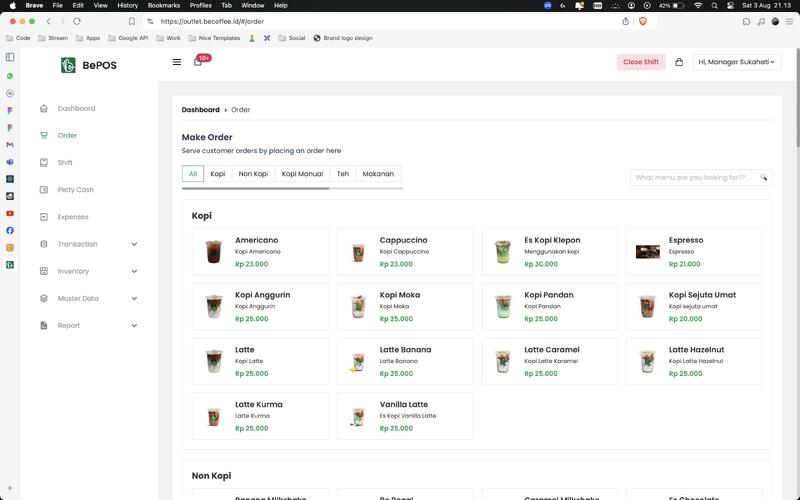 Brave File Edit View History Bookmarks Profiles Tab Window Help
42% Sat 3 Aug 21.13
https://outlet.becoffee.id/#/order
Code Stream Apps Google API Work Nice Templates Social Brand logo design
BePOS
10+
Close Shift
Hi, Manager Sukahati
Dashboard
Order
Shift
Petty Cash
Expenses
Transaction
Inventory
Master Data
Report
Dashboard › Order
Make Order
Serve customer orders by placing an order here
All Kopi Non Kopi Kopi Manual Teh Makanan
What menu are you looking for??
Kopi
Americano
Kopi Americano
Rp 23.000
Cappuccino
Kopi Cappuccino
Rp 23.000
Es Kopi Klepon
Menggunakan kopi
Rp 30.000
Espresso
Espresso
Rp 21.000
Kopi Anggurin
Kopi Anggurin
Rp 25.000
Kopi Moka
Kopi Moka
Rp 25.000
Kopi Pandan
Kopi Pandan
Rp 25.000
Kopi Sejuta Umat
Kopi sejuta umat
Rp 20.000
Latte
Kopi Latte
Rp 25.000
Latte Banana
Latte Banana
Rp 25.000
Latte Caramel
Kopi Latte Karamel
Rp 25.000
Latte Hazelnut
Kopi Latte Hazelnut
Rp 25.000
Latte Kurma
Latte Kurma
Rp 25.000
Vanilla Latte
Es Kopi Vanilla Latte
Rp 25.000
Non Kopi
Banana Milkshake
Caramel Milkshake
Es Chocolate